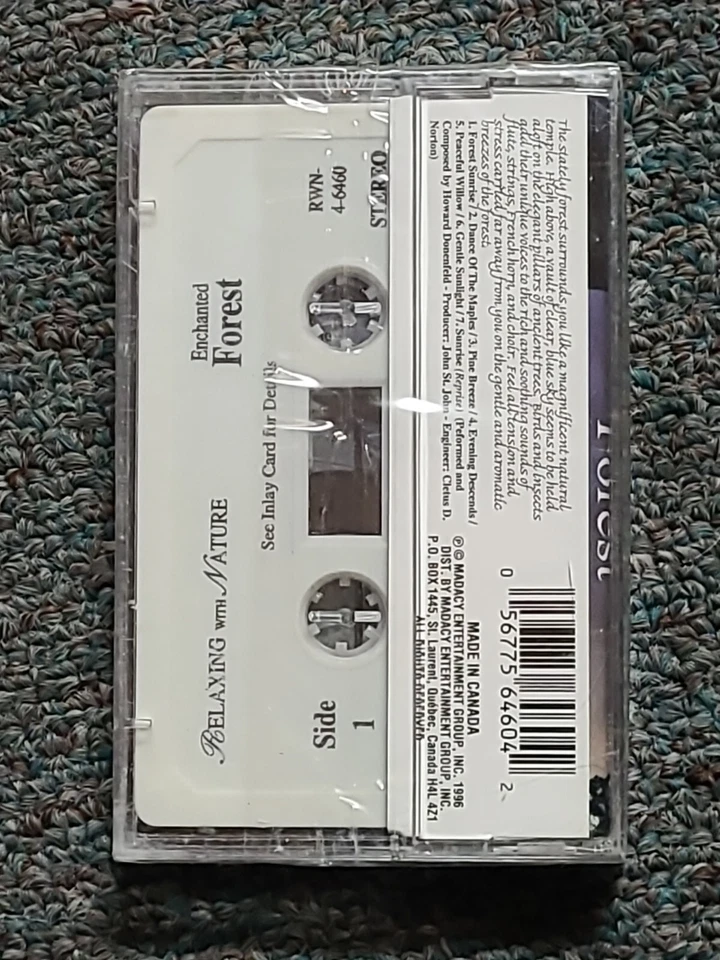 Forest
The stately forest surrounds you like a magnificent natural
temple. High above, a vault of clear, blue sky seems to be held
aloft on the elegant pillars of ancient trees. Birds and insects
add their unique voices to the rich and soothing sounds of
flute, strings, French horn, and choir. Feel all tension and
stress carried far away from you on the gentle and aromatic
breezes of the forest.
1. Forest Sunrise / 2. Dance Of The Maples / 3. Pine Breeze / 4. Evening Descends /
5. Peaceful Willow / 6. Gentle Sunlight / 7. Sunrise (Reprise) (Peformed and
Composed by Howard Donenfeld - Producer: John St. John - Engineer: Cletus D.
Norton)
0 56775 64604 2
MADE IN CANADA
℗© MADACY ENTERTAINMENT GROUP, INC. 1996
DIST. BY MADACY ENTERTAINMENT GROUP, INC.
P.O. BOX 1445, St. Laurent, Québec, Canada H4L 4Z1
ALL RIGHTS RESERVED
RELAXING WITH NATURE
Enchanted
Forest
See Inlay Card for Details
Side
1
RWN-
4-6460
STEREO